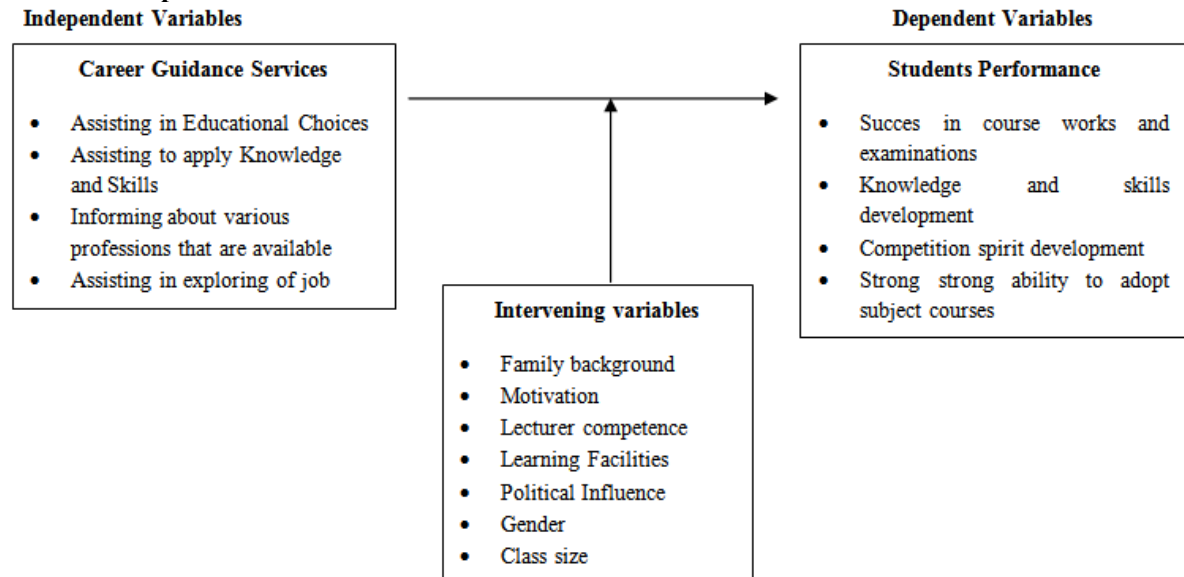 Independent Variables
Career Guidance Services
• Assisting in Educational Choices
• Assisting to apply Knowledge
and Skills
• Informing about various
professions that are available
• Assisting in exploring of job
Dependent Variables
Students Performance
• Succes in course works and
examinations
• Knowledge and skills
development
• Competition spirit development
• Strong strong ability to adopt
subject courses
Intervening variables
• Family background
• Motivation
• Lecturer competence
• Learning Facilities
• Political Influence
• Gender
• Class size